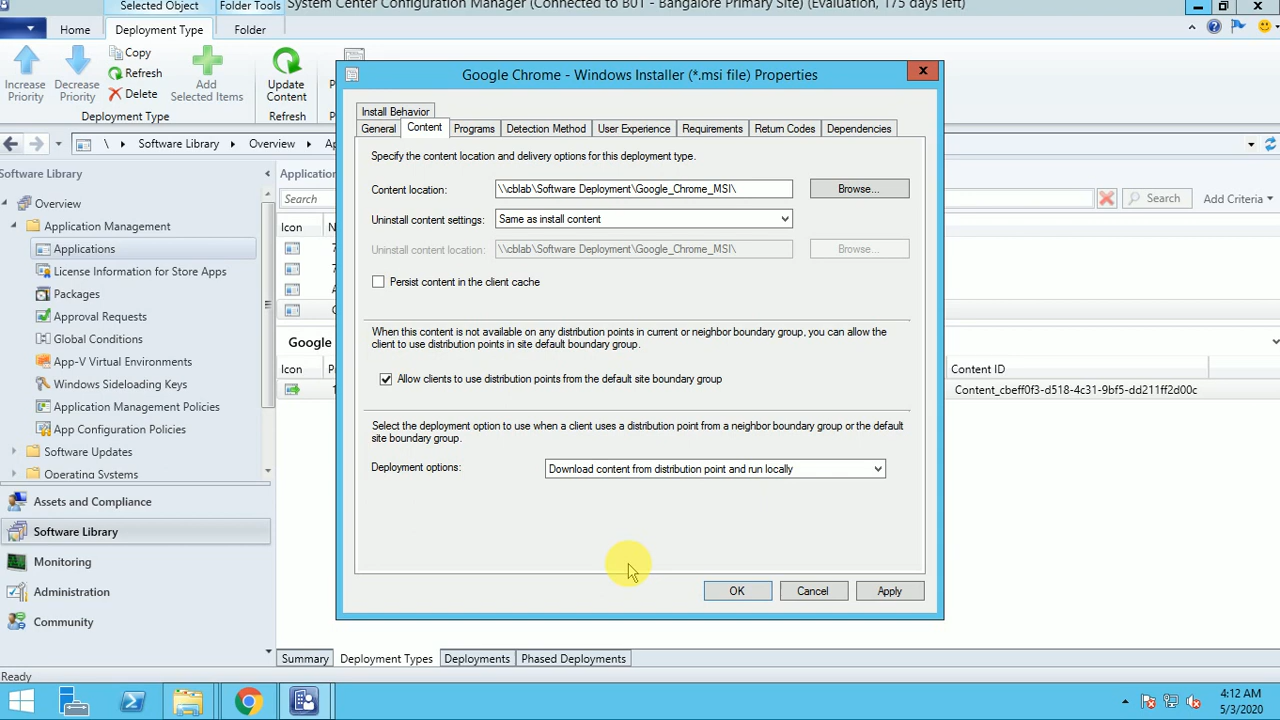 Selected Object
Folder Tools
System Center Configuration Manager (Connected to BU1 - Bangalore Primary Site) (Evaluation, 175 days left)
Home
Deployment Type
Folder
Increase Priority
Decrease Priority
Copy
Refresh
Delete
Add Selected Items
Update Content
Deployment Type
Refresh
\
Software Library
Overview
Software Library
Overview
Application Management
Applications
License Information for Store Apps
Packages
Approval Requests
Global Conditions
App-V Virtual Environments
Windows Sideloading Keys
Application Management Policies
App Configuration Policies
Software Updates
Operating Systems
Assets and Compliance
Software Library
Monitoring
Administration
Community
Ready
Search
Icon
Google
Icon
Search
Add Criteria
Content ID
Content_cbeff0f3-d518-4c31-9bf5-dd211ff2d00c
Google Chrome - Windows Installer (*.msi file) Properties
Install Behavior
General
Content
Programs
Detection Method
User Experience
Requirements
Return Codes
Dependencies
Specify the content location and delivery options for this deployment type.
Content location:
\\cblab\Software Deployment\Google_Chrome_MSI\
Browse...
Uninstall content settings:
Same as install content
Uninstall content location:
\\cblab\Software Deployment\Google_Chrome_MSI\
Browse...
Persist content in the client cache
When this content is not available on any distribution points in current or neighbor boundary group, you can allow the
client to use distribution points in site default boundary group.
Allow clients to use distribution points from the default site boundary group
Select the deployment option to use when a client uses a distribution point from a neighbor boundary group or the default
site boundary group.
Deployment options:
Download content from distribution point and run locally
OK
Cancel
Apply
Summary
Deployment Types
Deployments
Phased Deployments
4:12 AM
5/3/2020